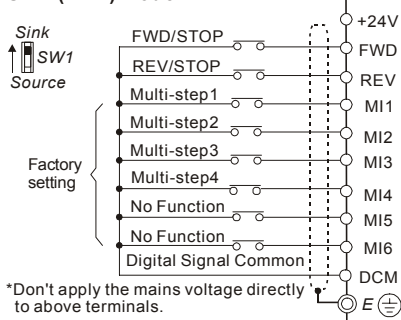 +24V
Sink
FWD/STOP
FWD
SW1
REV/STOP
REV
Source
Multi-step1
MI1
Multi-step2
MI2
Multi-step3
MI3
Factory
setting
Multi-step4
MI4
No Function
MI5
No Function
MI6
Digital Signal Common
DCM
*Don't apply the mains voltage directly
to above terminals.
E